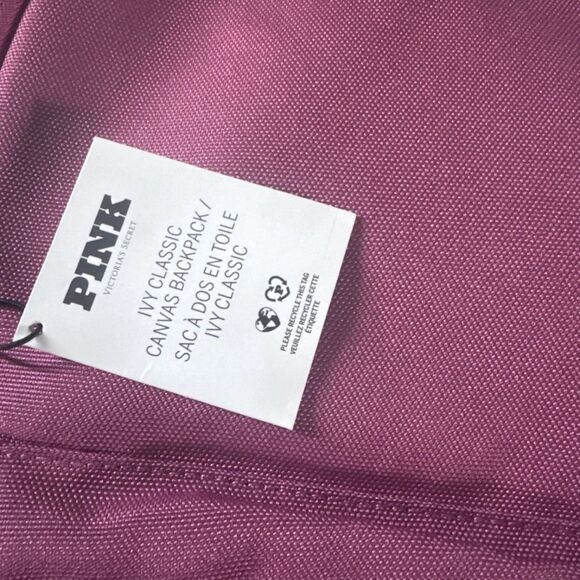 PINK
VICTORIA'S SECRET
IVY CLASSIC
CANVAS BACKPACK /
SAC À DOS EN TOILE
IVY CLASSIC
PLEASE RECYCLE THIS TAG
VEUILLEZ RECYCLER CETTE
ÉTIQUETTE